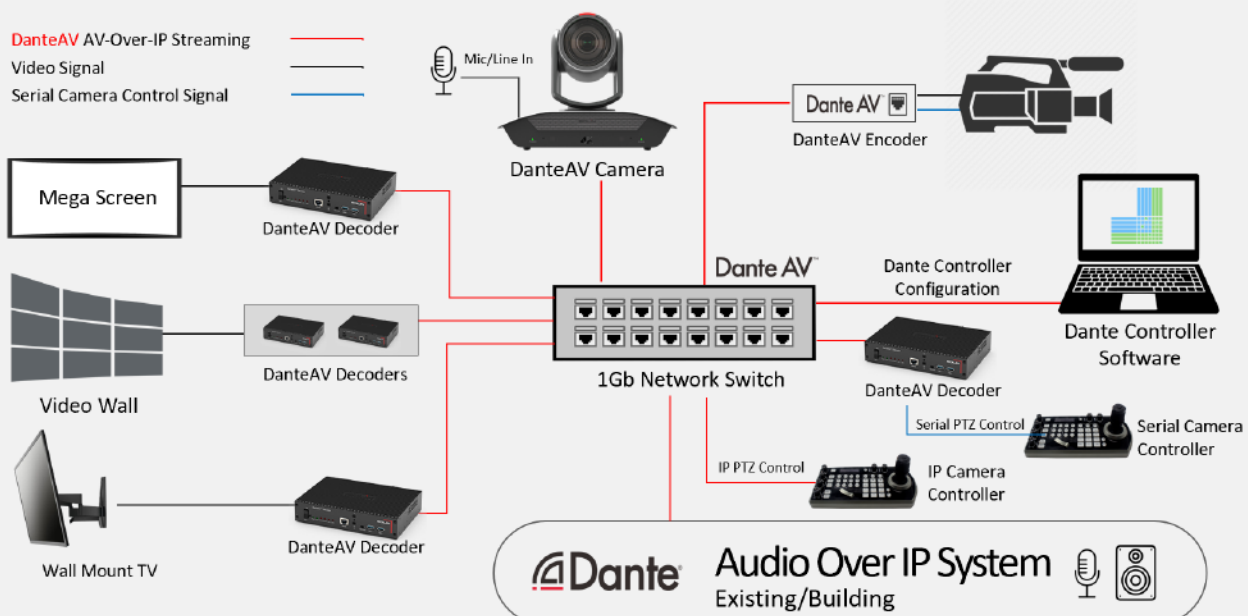 DanteAV AV-Over-IP Streaming
Video Signal
Serial Camera Control Signal
Mic/Line In
DanteAV Camera
Dante AV™
DanteAV Encoder
Mega Screen
DanteAV Decoder
Dante AV™
Dante Controller
Configuration
Dante Controller
Software
1Gb Network Switch
DanteAV Decoders
Video Wall
DanteAV Decoder
Serial PTZ Control
Serial Camera
Controller
IP PTZ Control
IP Camera
Controller
DanteAV Decoder
Wall Mount TV
Dante®
Audio Over IP System
Existing/Building